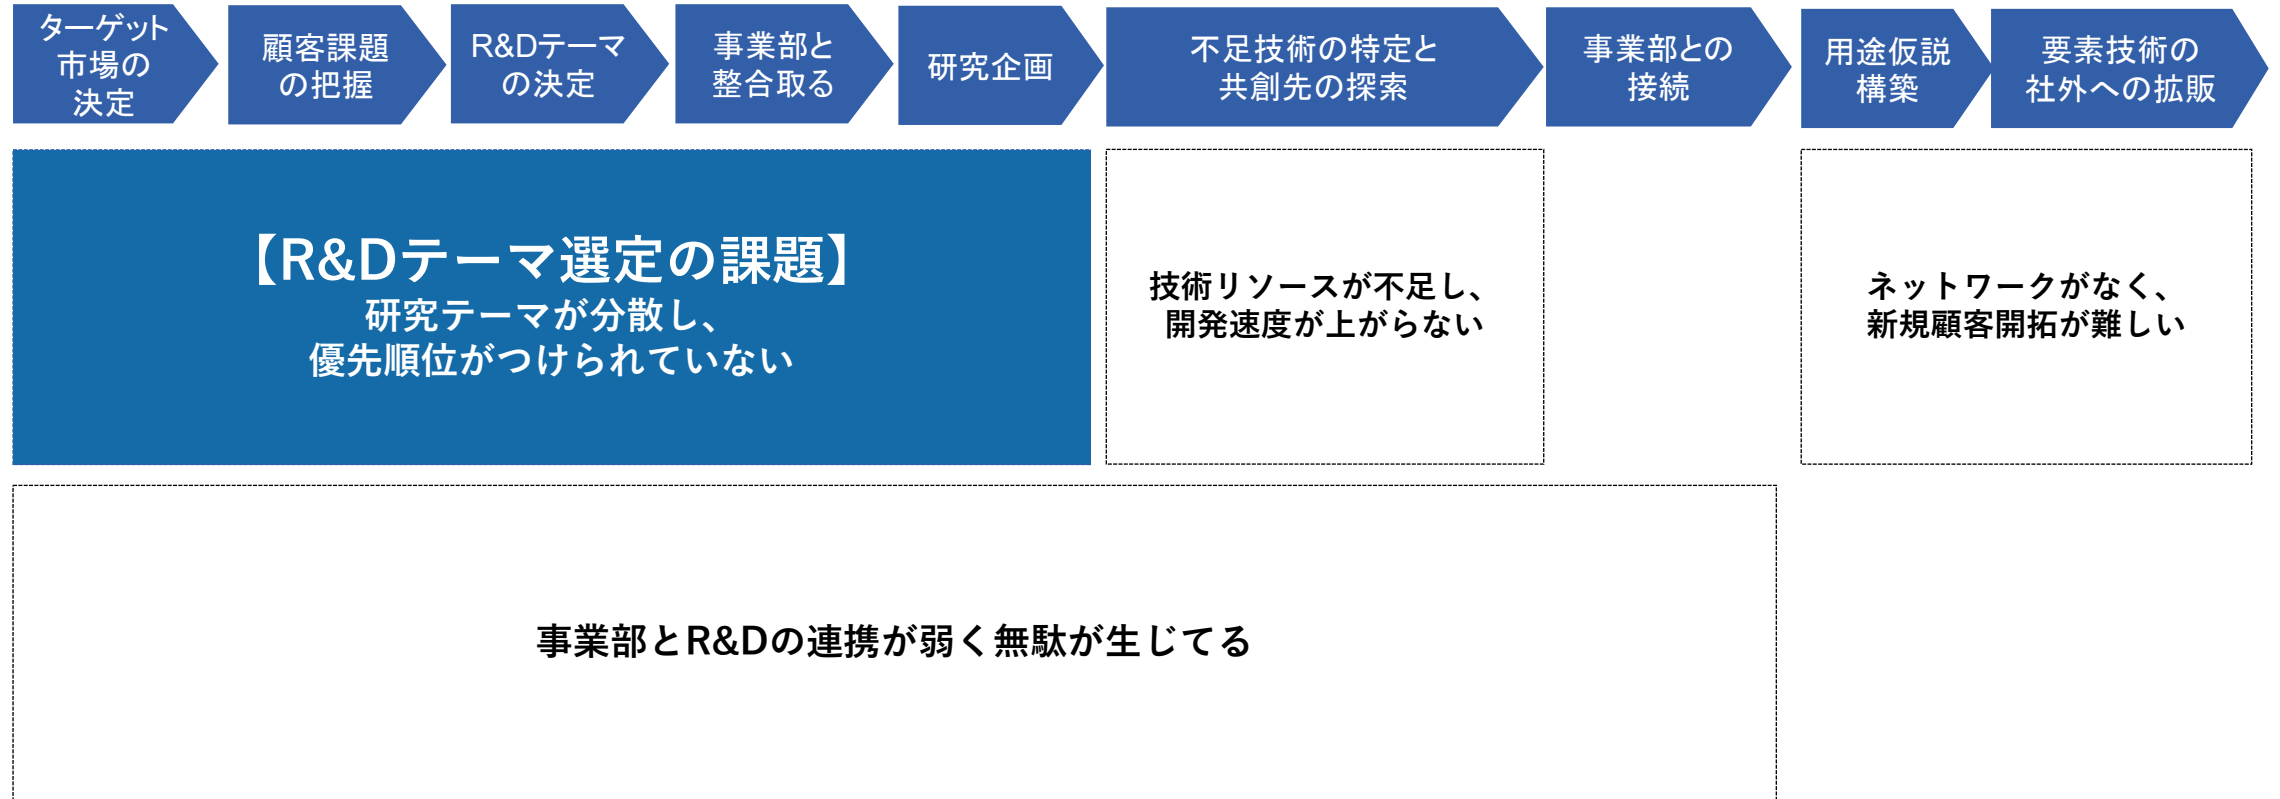 ターゲット
市場の
決定
顧客課題
の把握
R&Dテーマ
の決定
事業部と
整合取る
研究企画
不足技術の特定と
共創先の探索
事業部との
接続
用途仮説
構築
要素技術の
社外への拡販
【R&Dテーマ選定の課題】
研究テーマが分散し、
優先順位がつけられていない
技術リソースが不足し、
開発速度が上がらない
ネットワークがなく、
新規顧客開拓が難しい
事業部とR&Dの連携が弱く無駄が生じてる